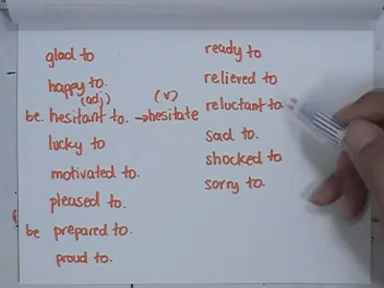 glad to
happy to.
(adj) (v)
be. hesitant to. → hesitate
lucky to
motivated to.
pleased to.
be prepared to.
proud to.
ready to
relieved to
reluctant to
sad to.
shocked to
sorry to.